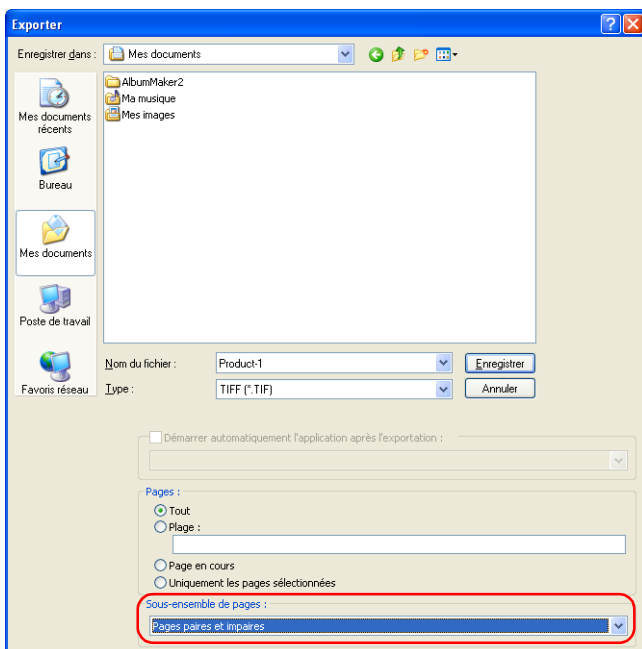 Exporter
Enregistrer dans :
Mes documents
AlbumMaker2
Ma musique
Mes images
Mes documents
récents
Bureau
Mes documents
Poste de travail
Favoris réseau
Nom du fichier :
Product-1
Enregistrer
Type :
TIFF (*.TIF)
Annuler
Démarrer automatiquement l'application après l'exportation :
Pages :
Tout
Plage :
Page en cours
Uniquement les pages sélectionnées
Sous-ensemble de pages :
Pages paires et impaires